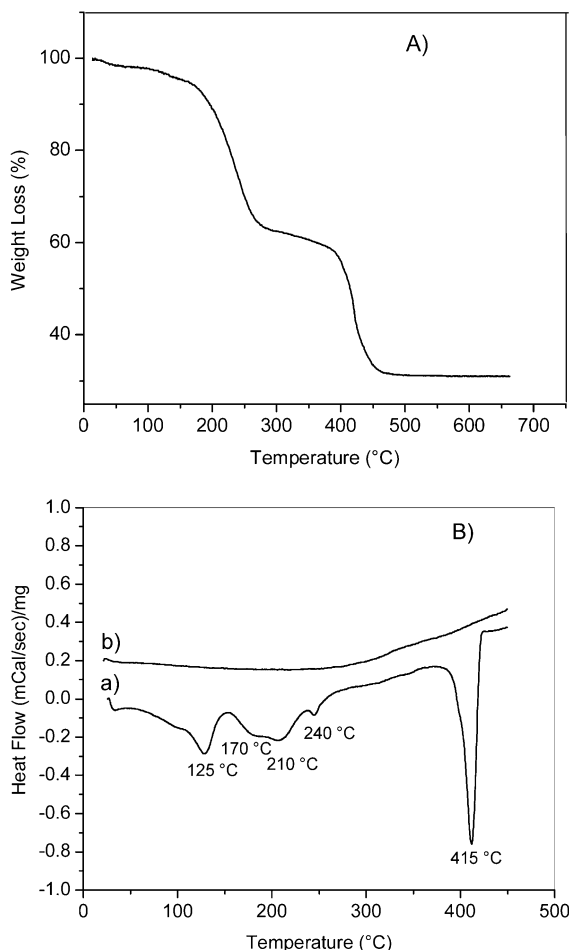 A)
100
80
60
40
Weight Loss (%)
0 100 200 300 400 500 600 700
Temperature (°C)
B)
1.0
0.8
0.6
0.4
0.2
0.0
-0.2
-0.4
-0.6
-0.8
-1.0
Heat Flow (mCal/sec)/mg
b)
a)
125 °C
170 °C
210 °C
240 °C
415 °C
0 100 200 300 400 500
Temperature (°C)